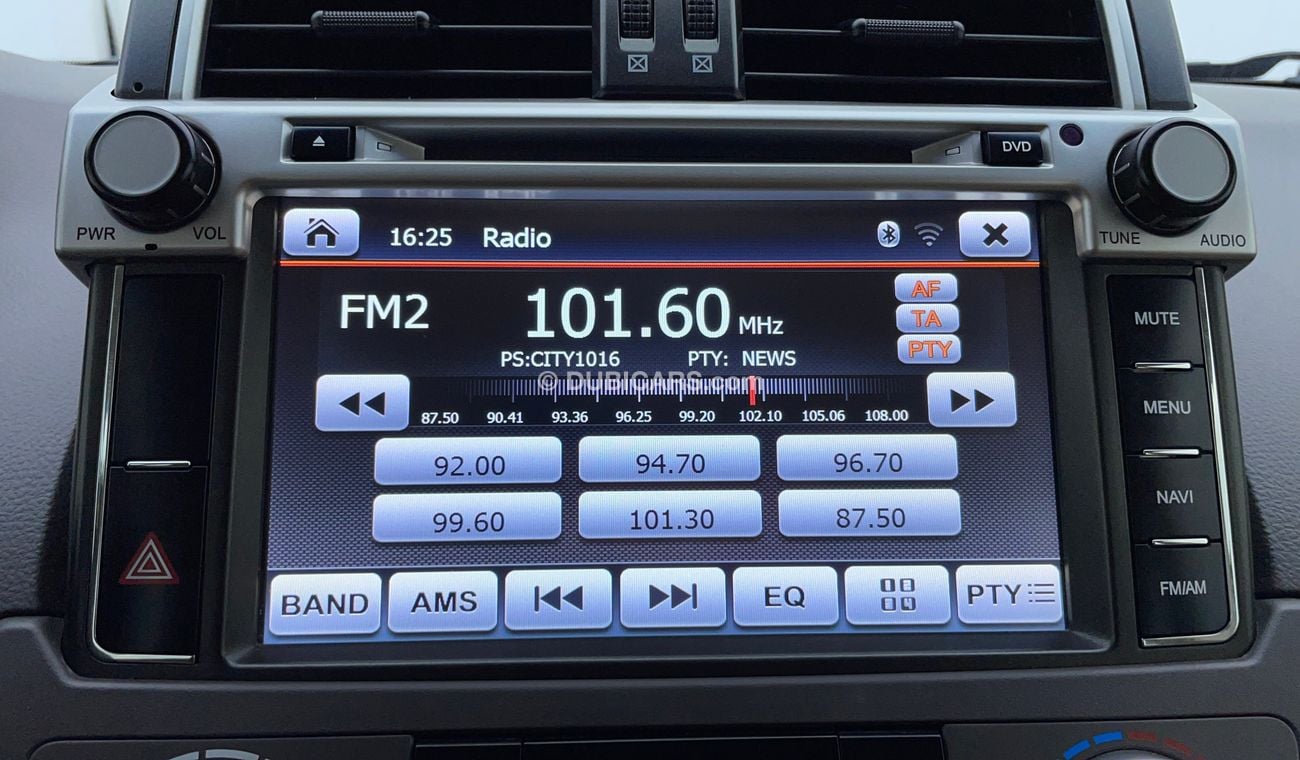 DVD
PWR VOL
TUNE AUDIO
16:25 Radio
FM2 101.60 MHz
AF
TA
PTY
PS:CITY1016 PTY: NEWS
© DUBICARS.com
87.50 90.41 93.36 96.25 99.20 102.10 105.06 108.00
92.00 94.70 96.70
99.60 101.30 87.50
BAND AMS EQ PTY
MUTE
MENU
NAVI
FM/AM